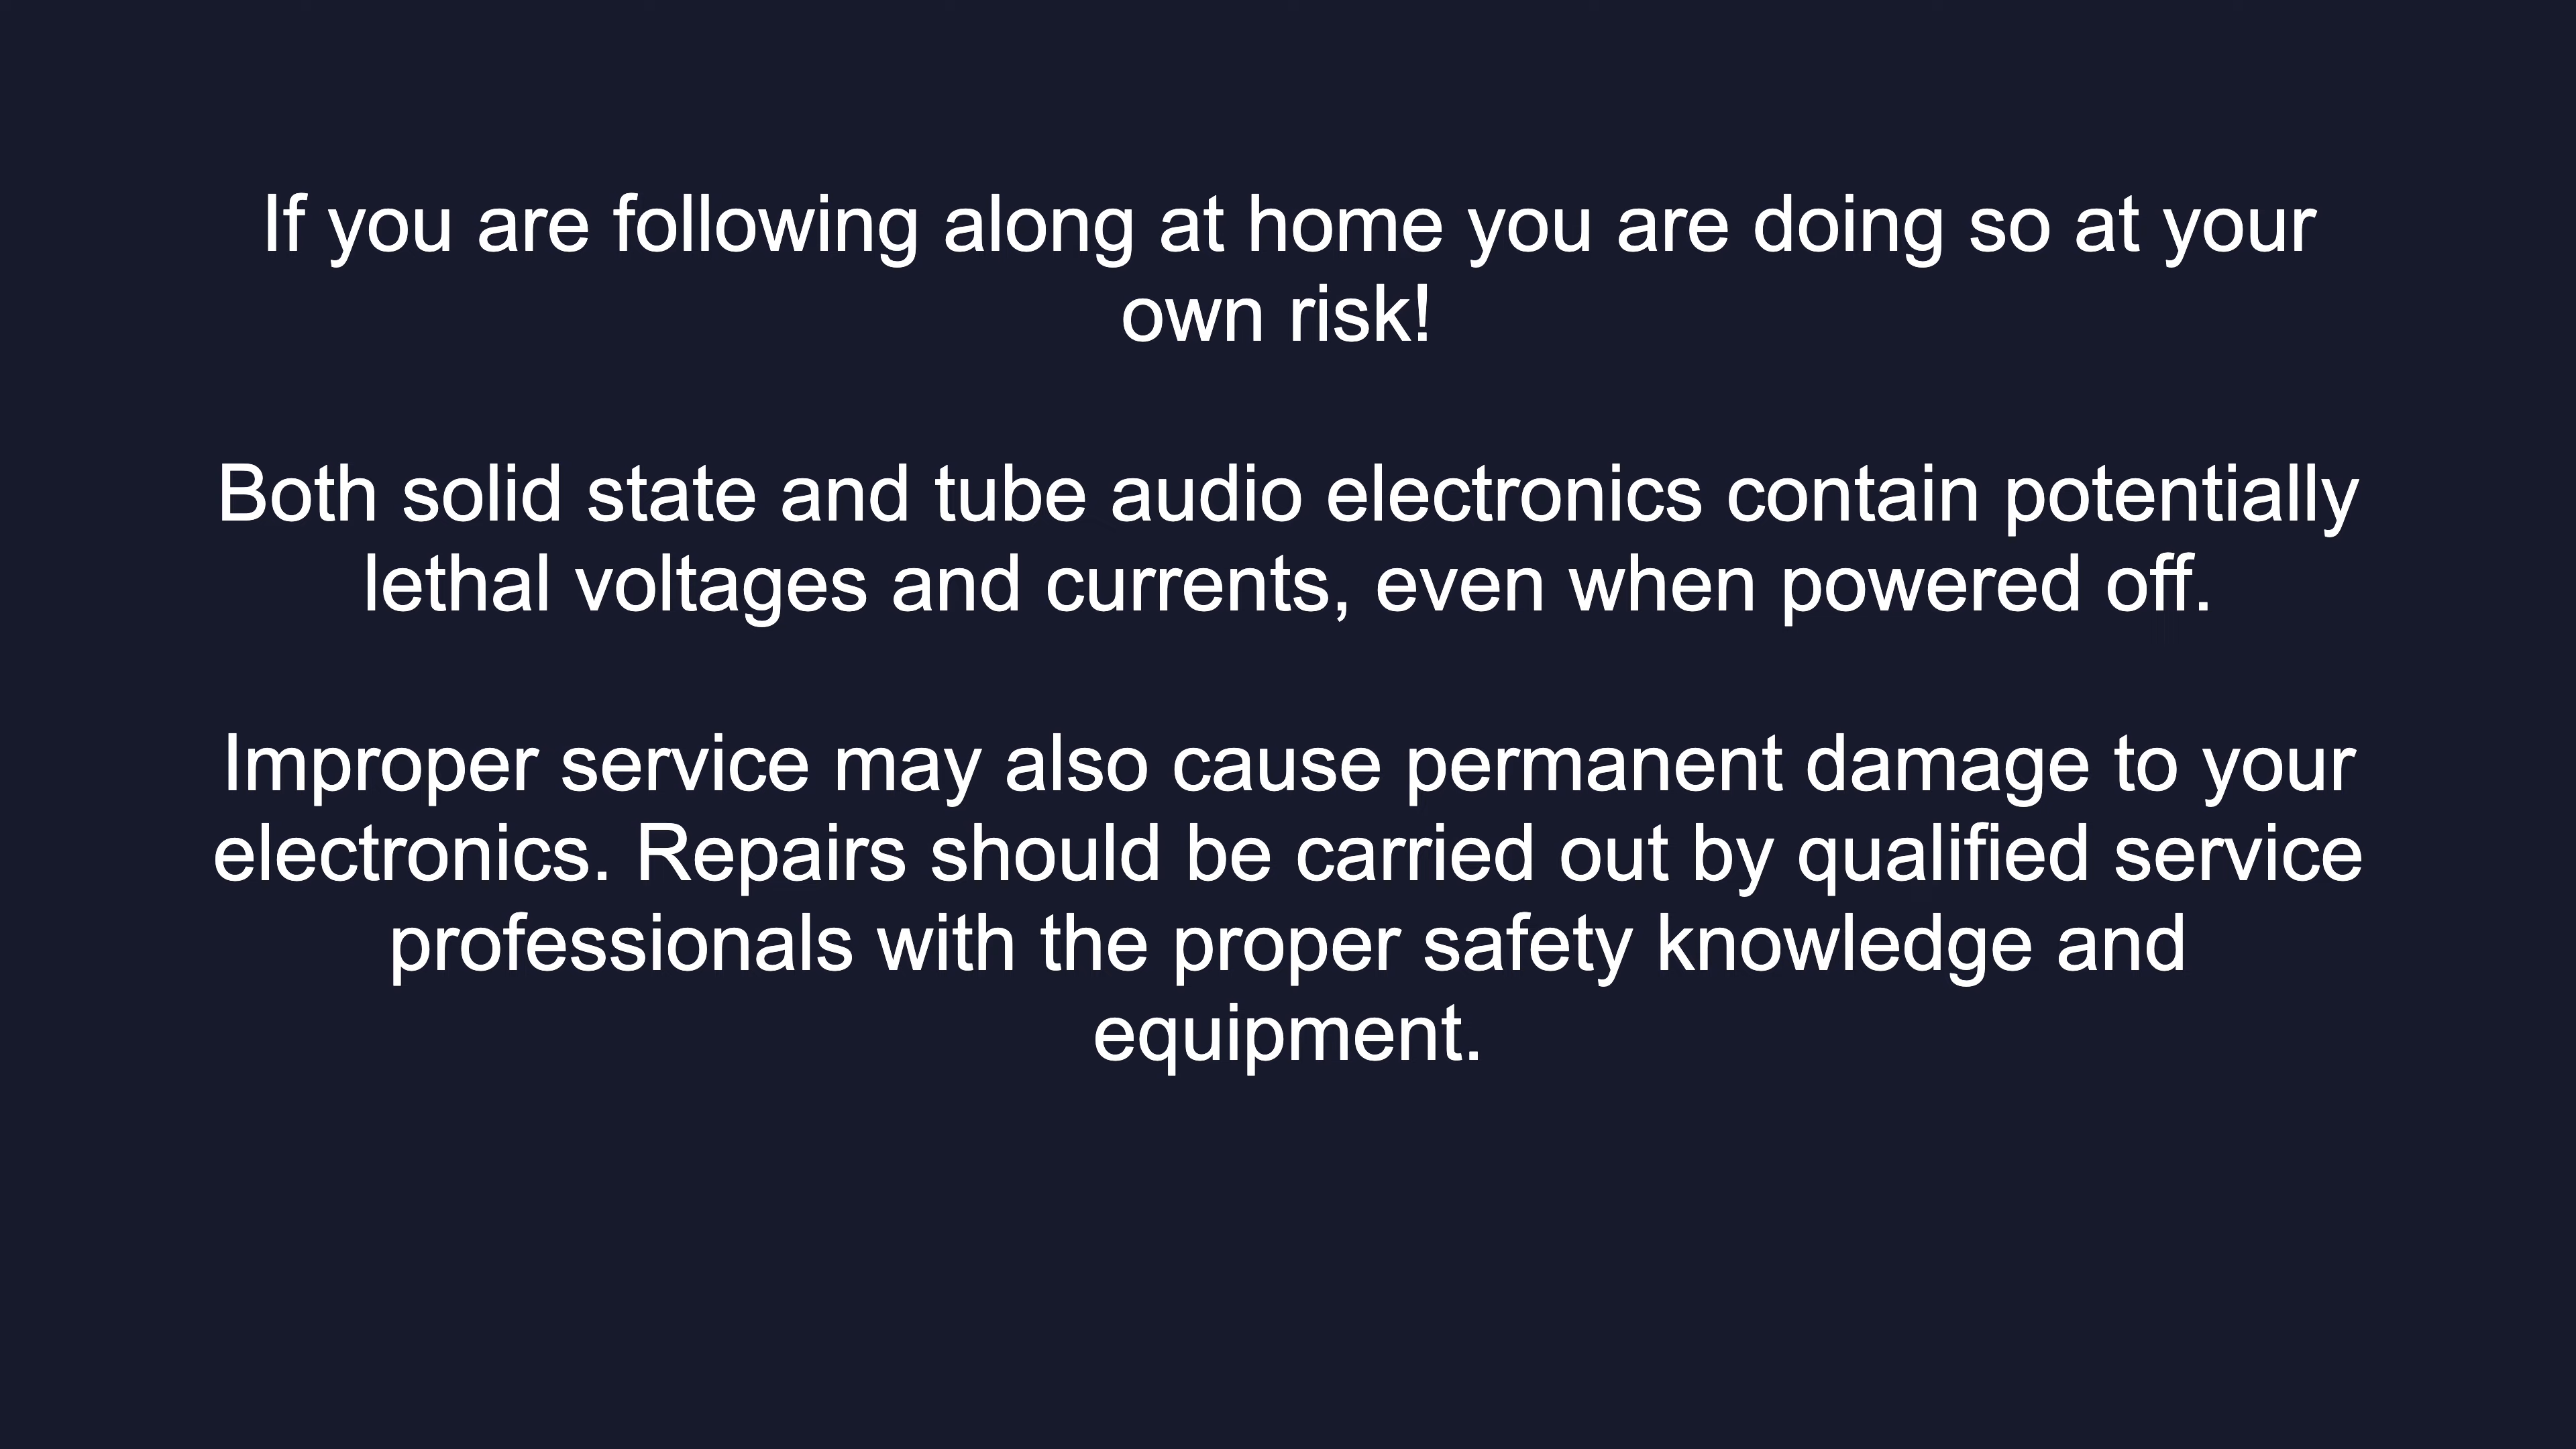 If you are following along at home you are doing so at your
own risk!
Both solid state and tube audio electronics contain potentially
lethal voltages and currents, even when powered off.
Improper service may also cause permanent damage to your
electronics. Repairs should be carried out by qualified service
professionals with the proper safety knowledge and
equipment.